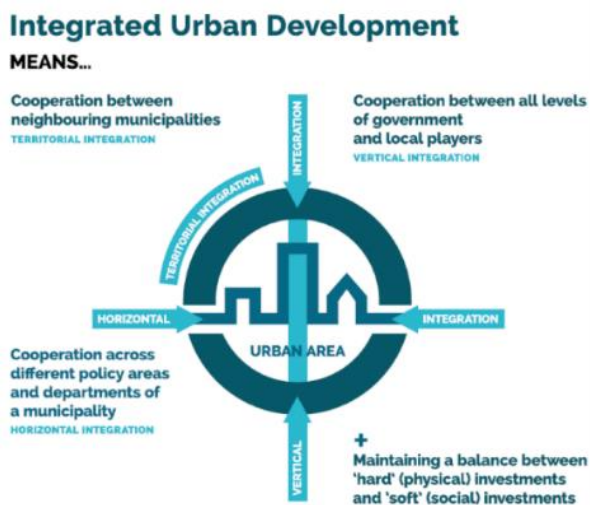 Integrated Urban Development
MEANS...
Cooperation between
neighbouring municipalities
TERRITORIAL INTEGRATION
Cooperation between all levels
of government
and local players
VERTICAL INTEGRATION
INTEGRATION
TERRITORIAL INTEGRATION
HORIZONTAL
INTEGRATION
URBAN AREA
Cooperation across
different policy areas
and departments of
a municipality
HORIZONTAL INTEGRATION
VERTICAL
+
Maintaining a balance between
'hard' (physical) investments
and 'soft' (social) investments